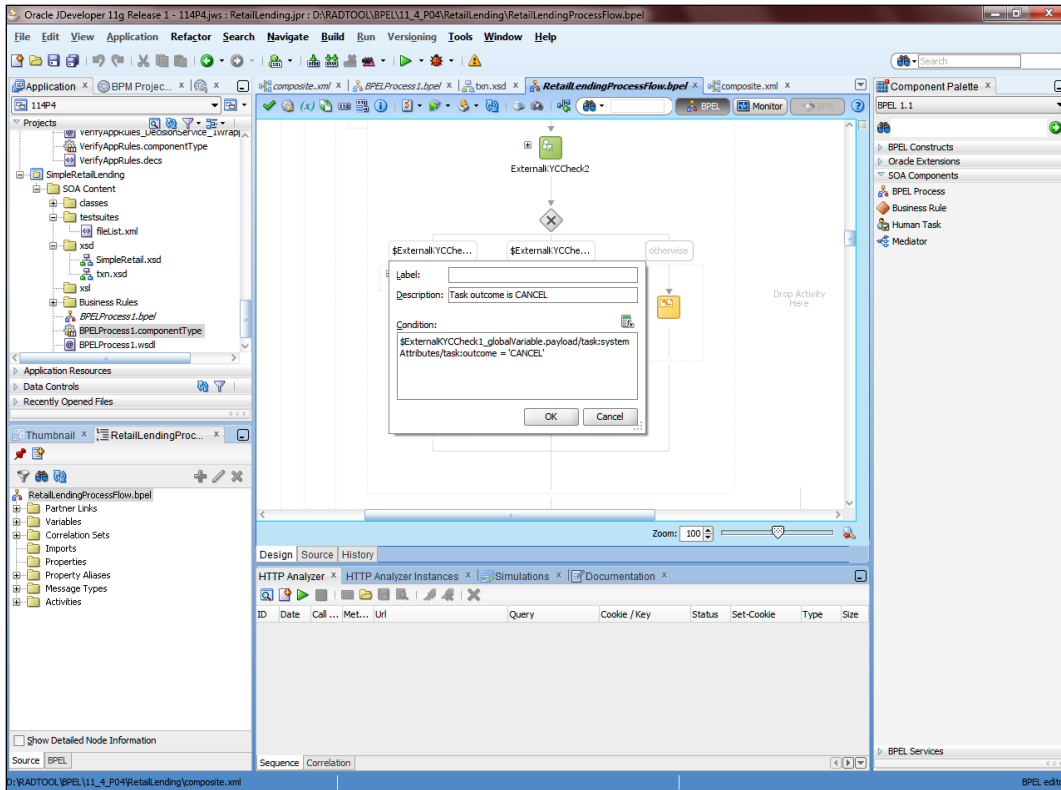 Oracle JDeveloper 11g Release 1 - 114P4.jws : RetailLending.jpr : D:\RADTOOL\BPEL\11_4_P04\RetailLending\RetailLendingProcessFlow.bpel
File Edit View Application Refactor Search Navigate Build Run Versioning Tools Window Help
Search
Application x BPM Projec... x
composite.xml x BPELProcess1.bpel x txn.xsd x RetailLendingProcessFlow.bpel x composite.xml x
Component Palette x
114P4
BPEL Monitor BPA
BPEL 1.1
Projects
VerifyAppRules_DecisionService_1Wrapp
VerifyAppRules.componentType
VerifyAppRules.decs
SimpleRetailLending
SOA Content
classes
testsuites
fileList.xml
xsd
SimpleRetail.xsd
txn.xsd
xsl
Business Rules
BPELProcess1.bpel
BPELProcess1.componentType
BPELProcess1.wsdl
Application Resources
Data Controls
Recently Opened Files
ExternalKYCCheck2
$ExternalKYCChe... $ExternalKYCChe... otherwise
Drop Activity
Here
Label:
Description: Task outcome is CANCEL
Condition:
$ExternalKYCCheck1_globalVariable.payload/task:system
Attributes/task:outcome = 'CANCEL'
OK Cancel
Zoom: 100
Design Source History
BPEL Constructs
Oracle Extensions
SOA Components
BPEL Process
Business Rule
Human Task
Mediator
BPEL Services
Thumbnail x RetailLendingProc... x
RetailLendingProcessFlow.bpel
Partner Links
Variables
Correlation Sets
Imports
Properties
Property Aliases
Message Types
Activities
Show Detailed Node Information
Source BPEL
HTTP Analyzer x HTTP Analyzer Instances x Simulations x Documentation x
ID Date Call ... Met... Url Query Cookie / Key Status Set-Cookie Type Size
Sequence Correlation
D:\RADTOOL\BPEL\11_4_P04\RetailLending\composite.xml
BPEL edito